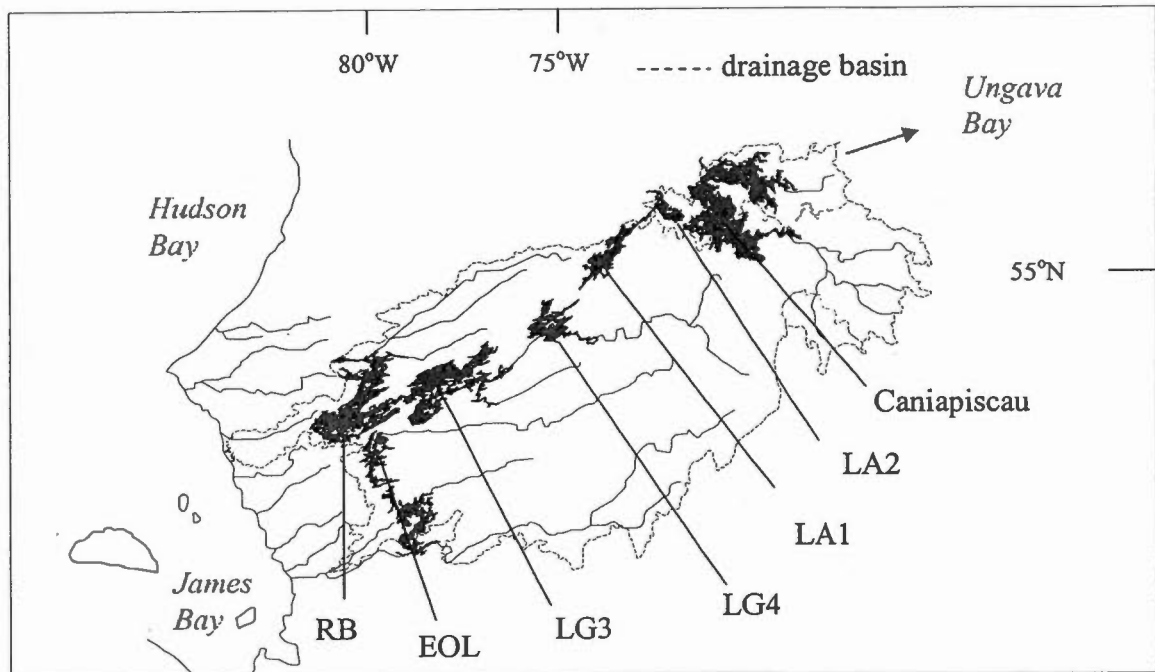 80°W
75°W
drainage basin
Ungava
Bay
Hudson
Bay
55°N
Caniapiscau
LA2
LA1
LG4
James
Bay
RB
EOL
LG3